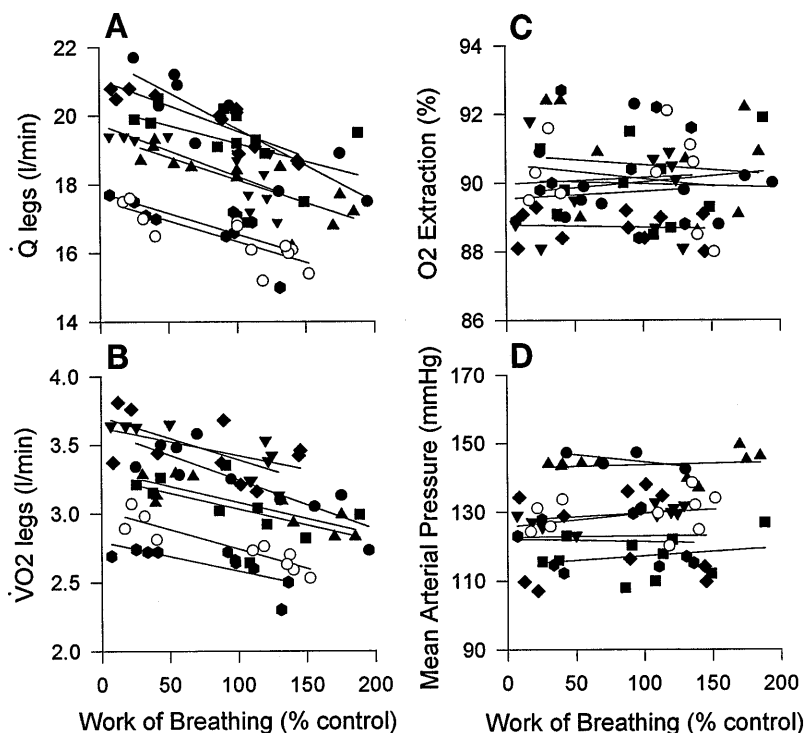 A
22
20
18
16
14
Q̇ legs (l/min)
C
94
92
90
88
86
O2 Extraction (%)
B
4.0
3.5
3.0
2.5
2.0
V̇O2 legs (l/min)
0 50 100 150 200
Work of Breathing (% control)
D
170
150
130
110
90
Mean Arterial Pressure (mmHg)
0 50 100 150 200
Work of Breathing (% control)